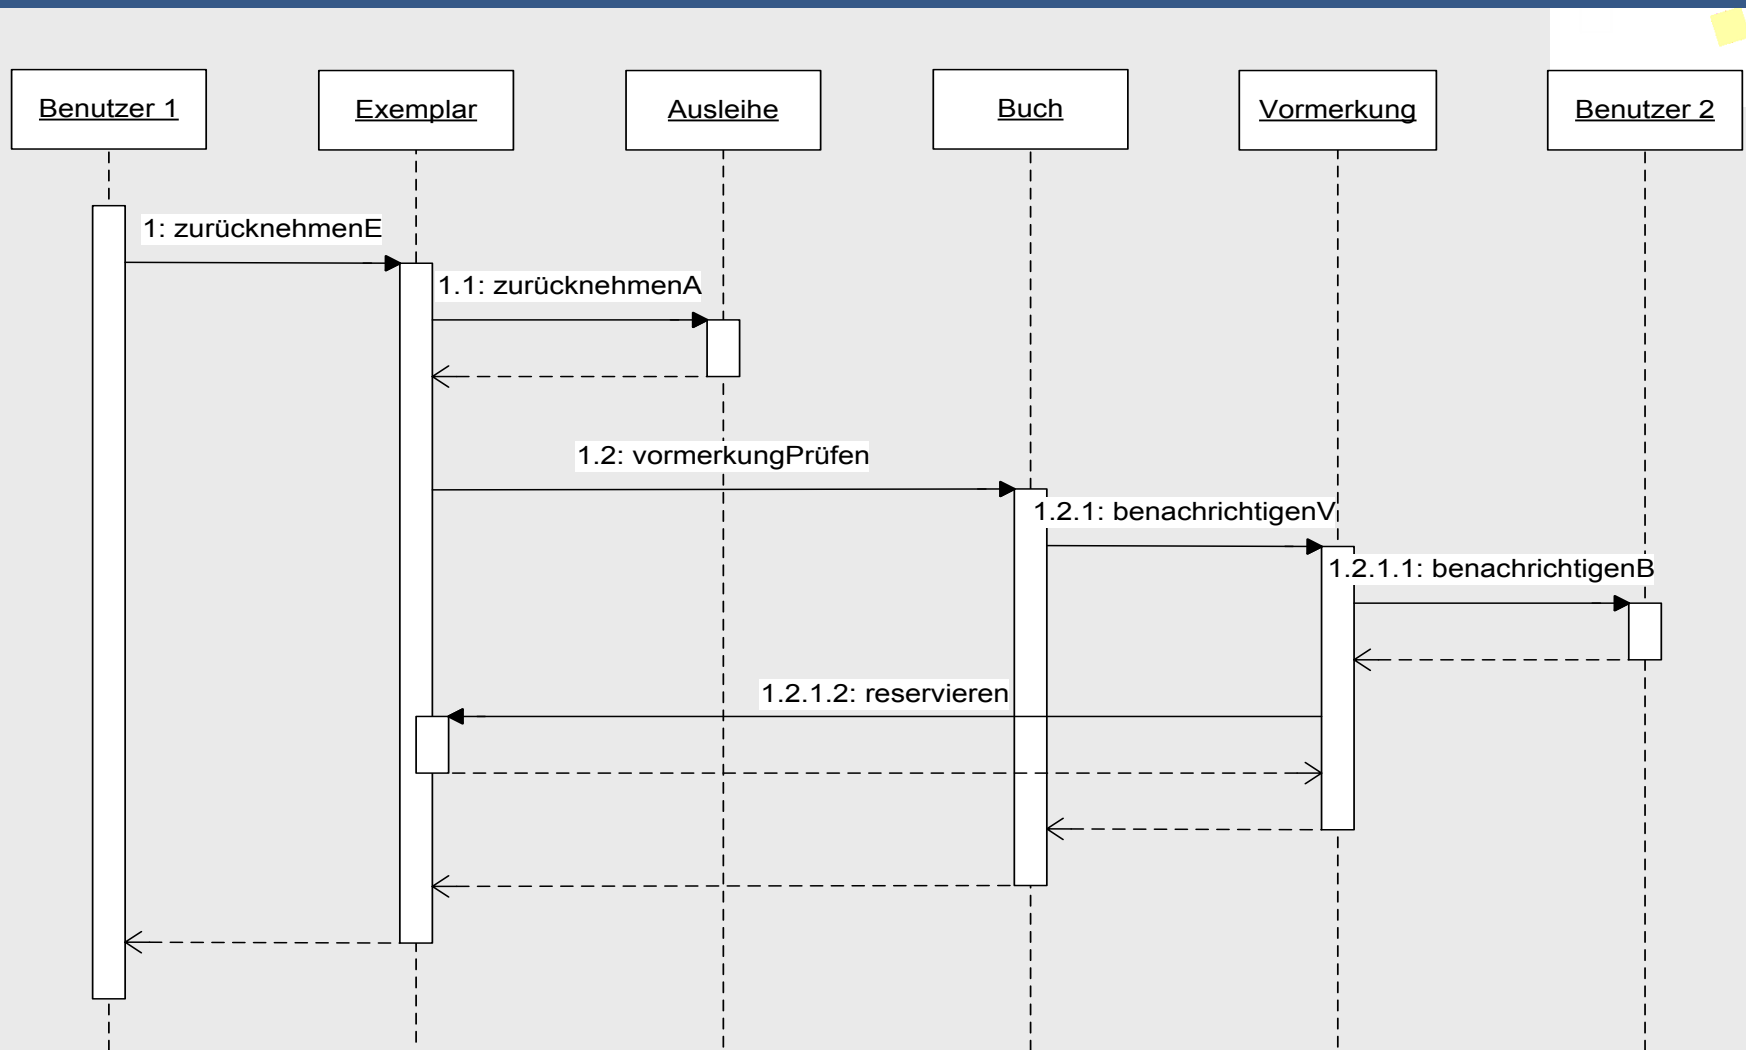 Benutzer 1
Exemplar
Ausleihe
Buch
Vormerkung
Benutzer 2
1: zurücknehmenE
1.1: zurücknehmenA
1.2: vormerkungPrüfen
1.2.1: benachrichtigenV
1.2.1.1: benachrichtigenB
1.2.1.2: reservieren